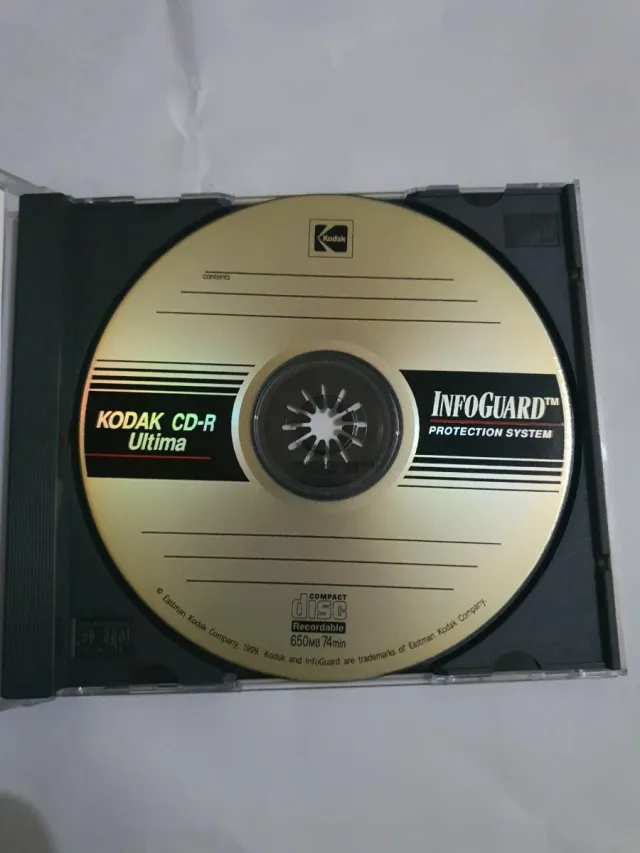 Kodak
contents
KODAK CD-R
Ultima
INFOGUARD™
PROTECTION SYSTEM
COMPACT
disc
Recordable
650MB 74min
© Eastman Kodak Company, 1999. Kodak and InfoGuard are trademarks of Eastman Kodak Company.